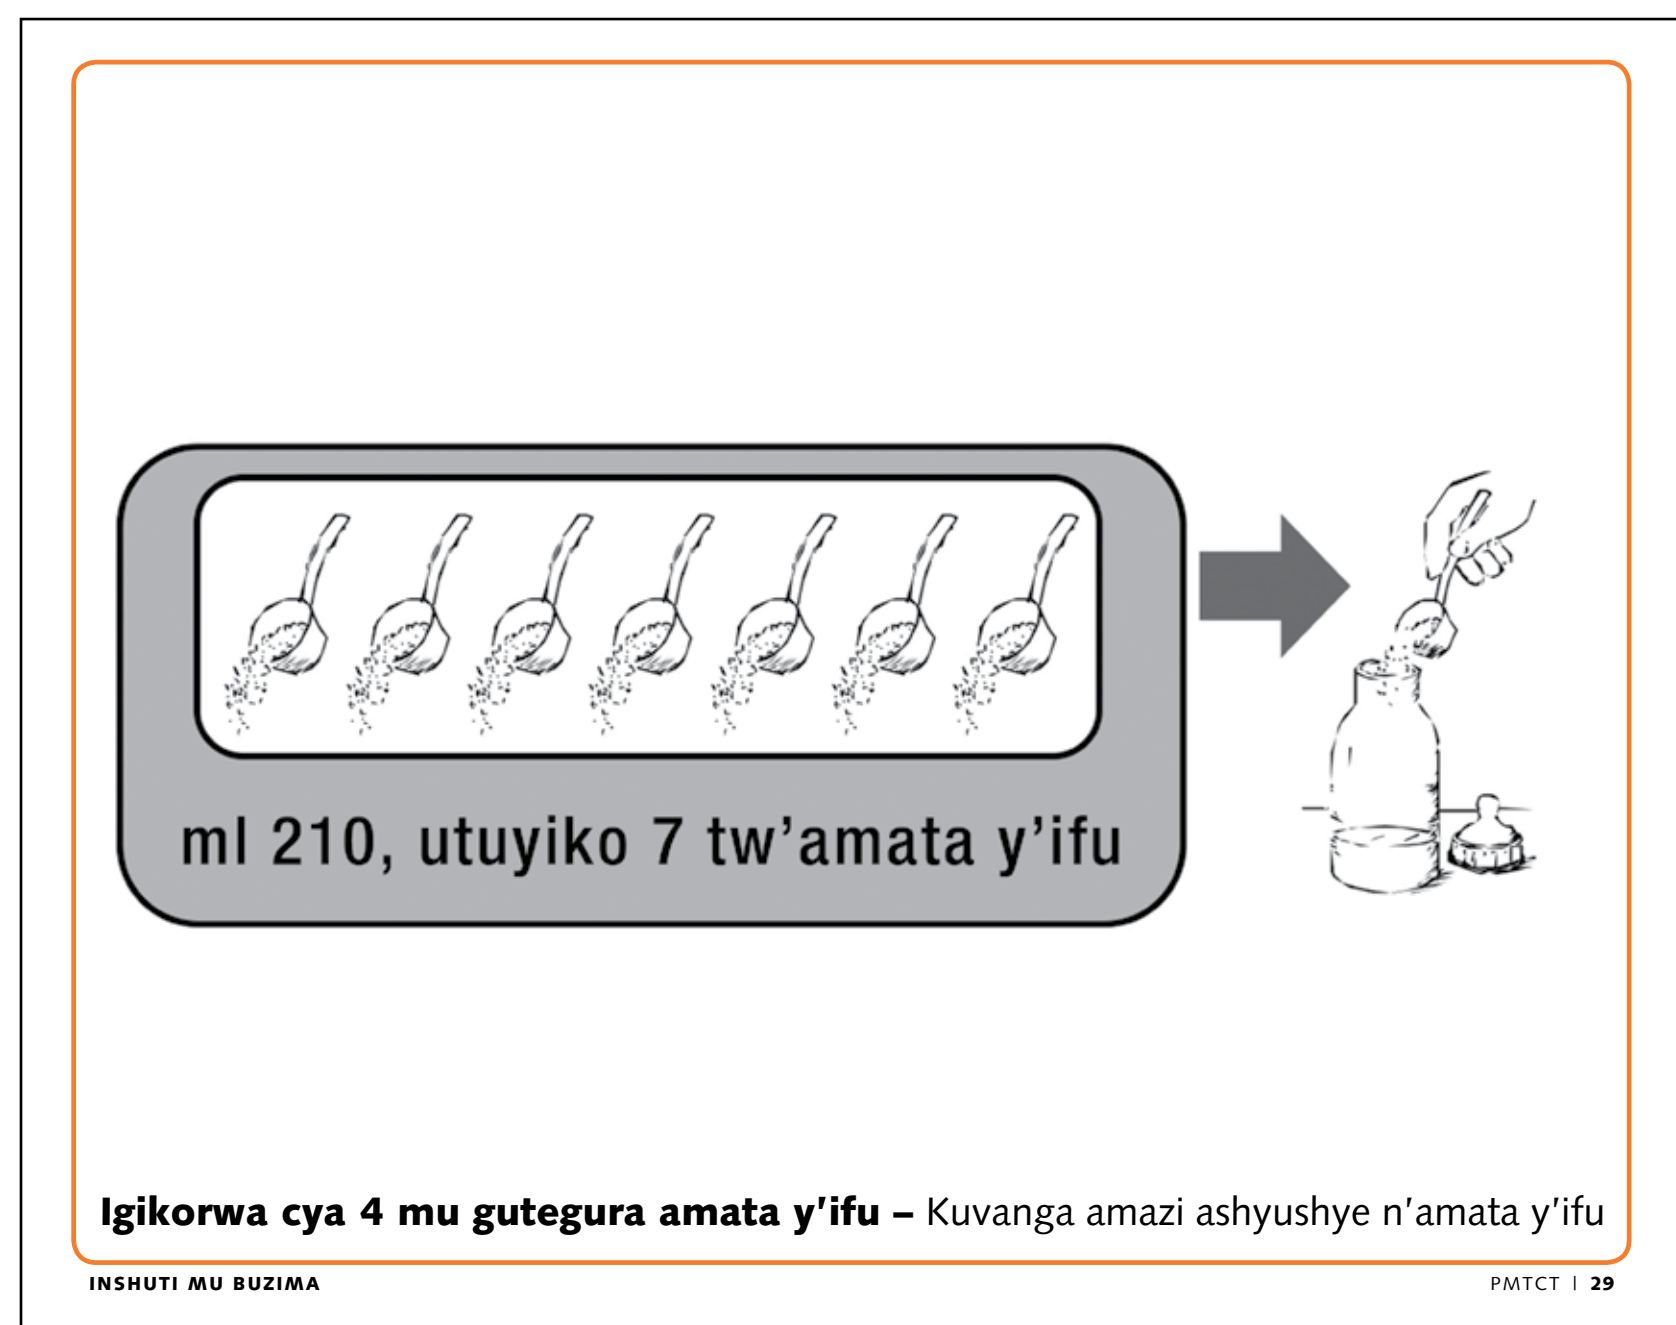 ml 210, utuyiko 7 tw’amata y’ifu
Igikorwa cya 4 mu gutegura amata y’ifu – Kuvanga amazi ashyushye n’amata y’ifu
INSHUTI MU BUZIMA
PMTCT | 29